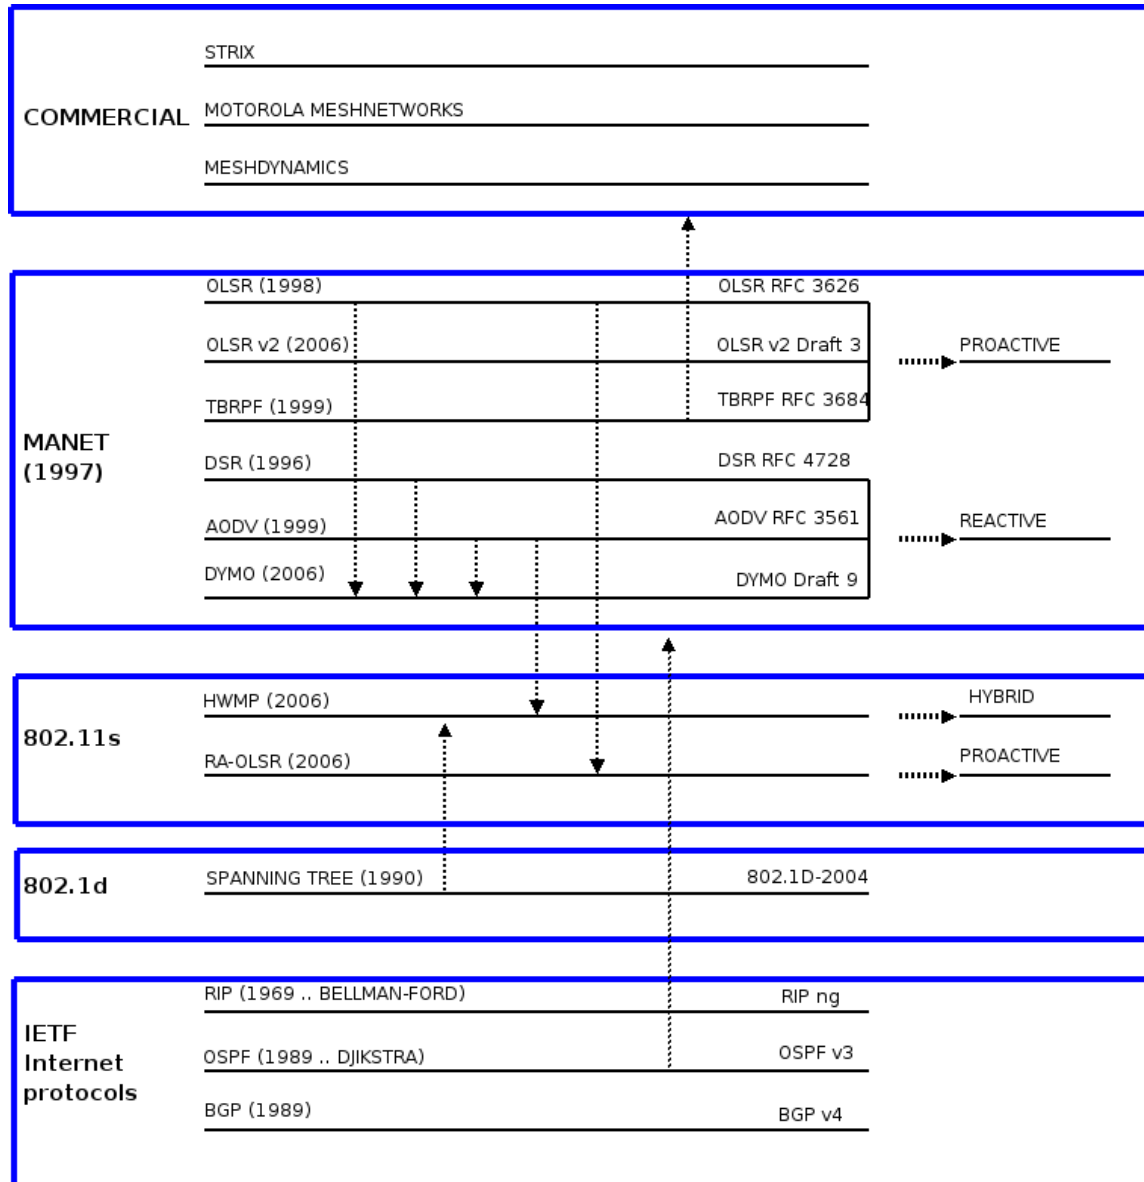 STRIX
COMMERCIAL
MOTOROLA MESHNETWORKS
MESHDYNAMICS
OLSR (1998) OLSR RFC 3626
OLSR v2 (2006) OLSR v2 Draft 3 PROACTIVE
TBRPF (1999) TBRPF RFC 3684
MANET
(1997)
DSR (1996) DSR RFC 4728
AODV (1999) AODV RFC 3561 REACTIVE
DYMO (2006) DYMO Draft 9
HWMP (2006) HYBRID
802.11s
RA-OLSR (2006) PROACTIVE
802.1d
SPANNING TREE (1990) 802.1D-2004
RIP (1969 .. BELLMAN-FORD) RIP ng
IETF
Internet
protocols
OSPF (1989 .. DJIKSTRA) OSPF v3
BGP (1989) BGP v4